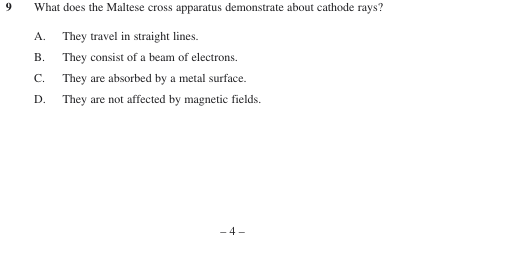 9 What does the Maltese cross apparatus demonstrate about cathode rays?
A. They travel in straight lines.
B. They consist of a beam of electrons.
C. They are absorbed by a metal surface.
D. They are not affected by magnetic fields.
– 4 –